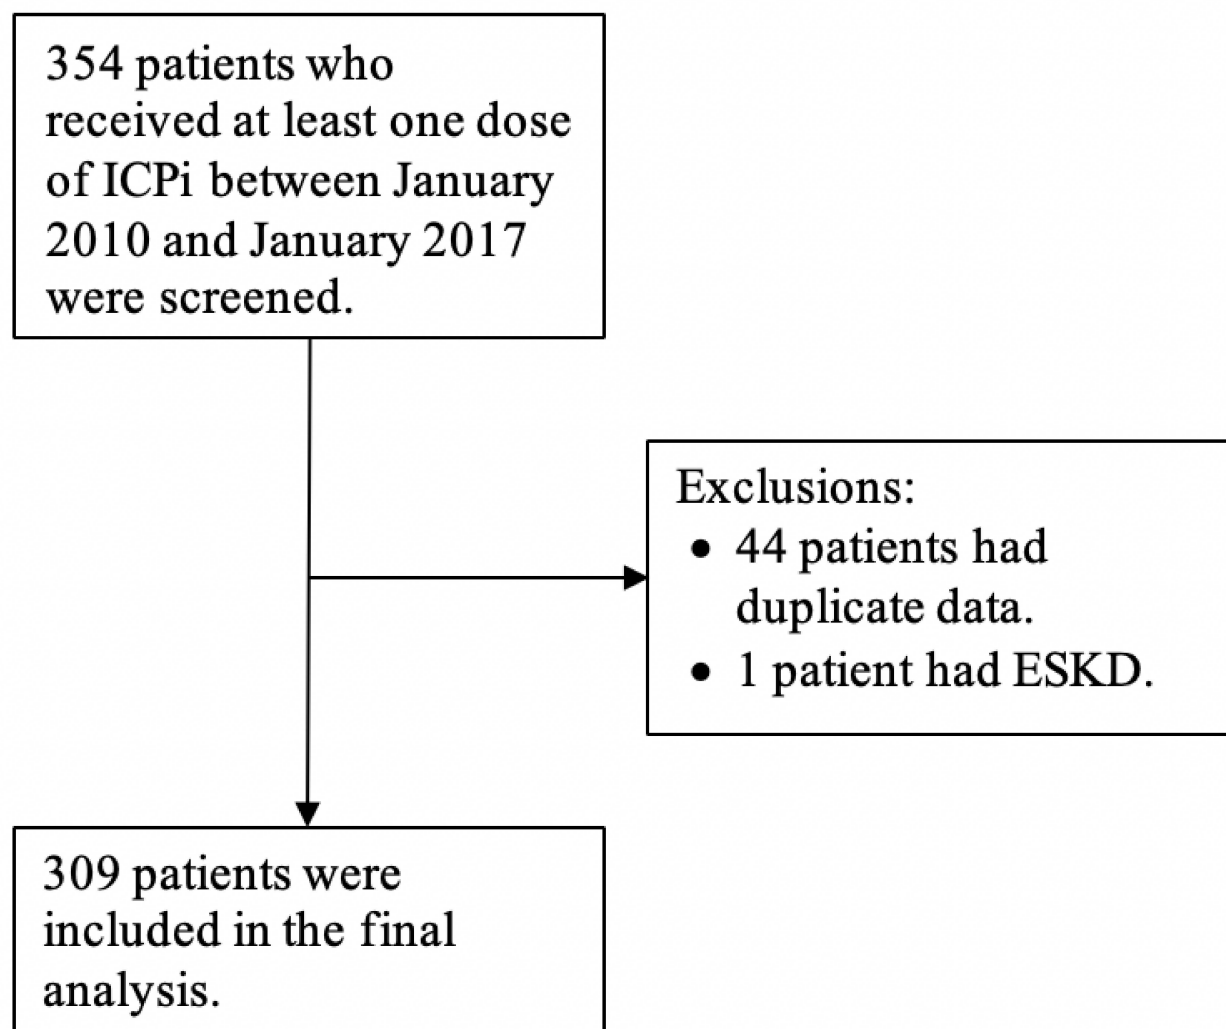 354 patients who
received at least one dose
of ICPi between January
2010 and January 2017
were screened.
Exclusions:
• 44 patients had
duplicate data.
• 1 patient had ESKD.
309 patients were
included in the final
analysis.